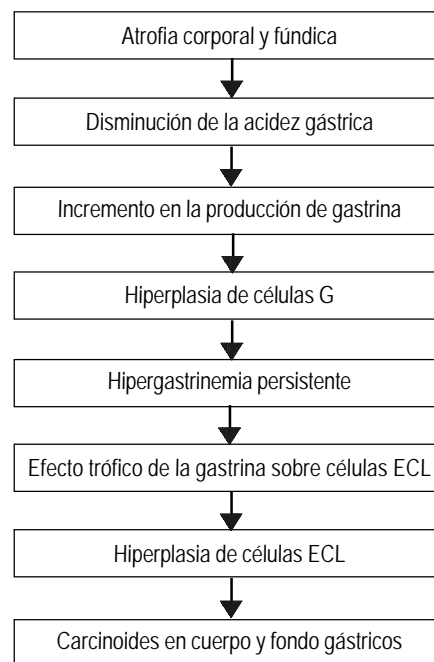 Atrofia corporal y fúndica
Disminución de la acidez gástrica
Incremento en la producción de gastrina
Hiperplasia de células G
Hipergastrinemia persistente
Efecto trófico de la gastrina sobre células ECL
Hiperplasia de células ECL
Carcinoides en cuerpo y fondo gástricos